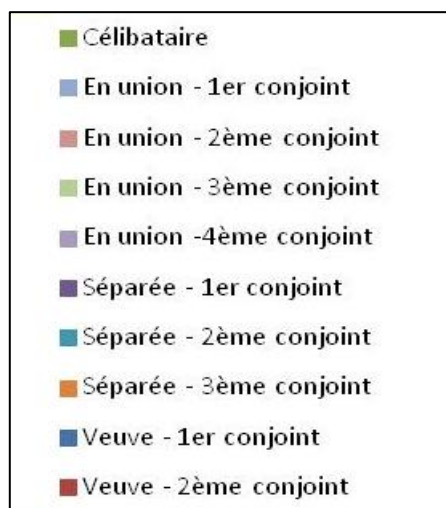 Célibataire
En union - 1er conjoint
En union - 2ème conjoint
En union - 3ème conjoint
En union -4ème conjoint
Séparée - 1er conjoint
Séparée - 2ème conjoint
Séparée - 3ème conjoint
Veuve - 1er conjoint
Veuve - 2ème conjoint